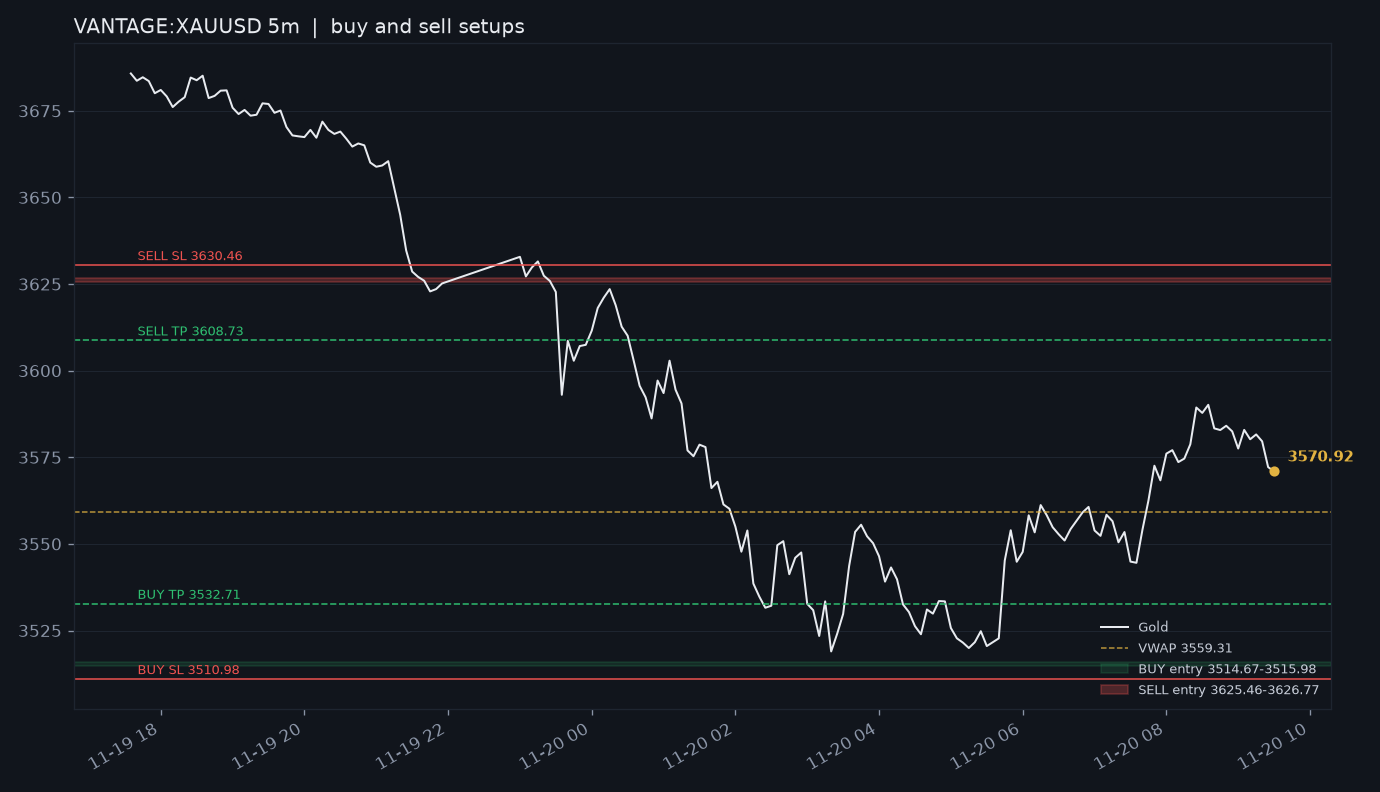 VANTAGE:XAUUSD 5m | buy and sell setups
3675
3650
SELL SL 3630.46
3625
SELL TP 3608.73
3600
3575
3570.92
3550
BUY TP 3532.71
3525
Gold
VWAP 3559.31
BUY SL 3510.98
BUY entry 3514.67-3515.98
SELL entry 3625.46-3626.77
11-19 18
11-19 20
11-19 22
11-20 00
11-20 02
11-20 04
11-20 06
11-20 08
11-20 10